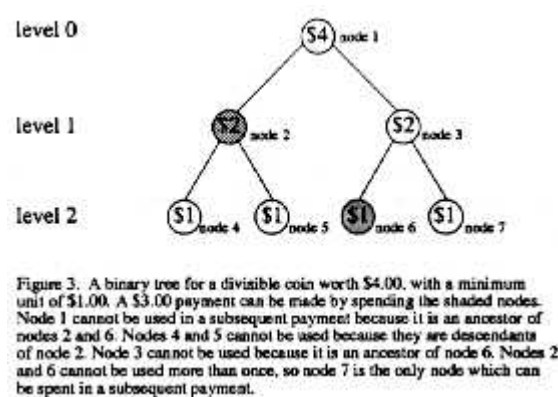 level 0
$4 node 1
level 1
$2 node 2 $2 node 3
level 2
$1 node 4 $1 node 5 $1 node 6 $1 node 7
Figure 3. A binary tree for a divisible coin worth $4.00, with a minimum
unit of $1.00. A $3.00 payment can be made by spending the shaded nodes.
Node 1 cannot be used in a subsequent payment because it is an ancestor of
nodes 2 and 6. Nodes 4 and 5 cannot be used because they are descendants
of node 2. Node 3 cannot be used because it is an ancestor of node 6. Nodes 2
and 6 cannot be used more than once, so node 7 is the only node which can
be spent in a subsequent payment.